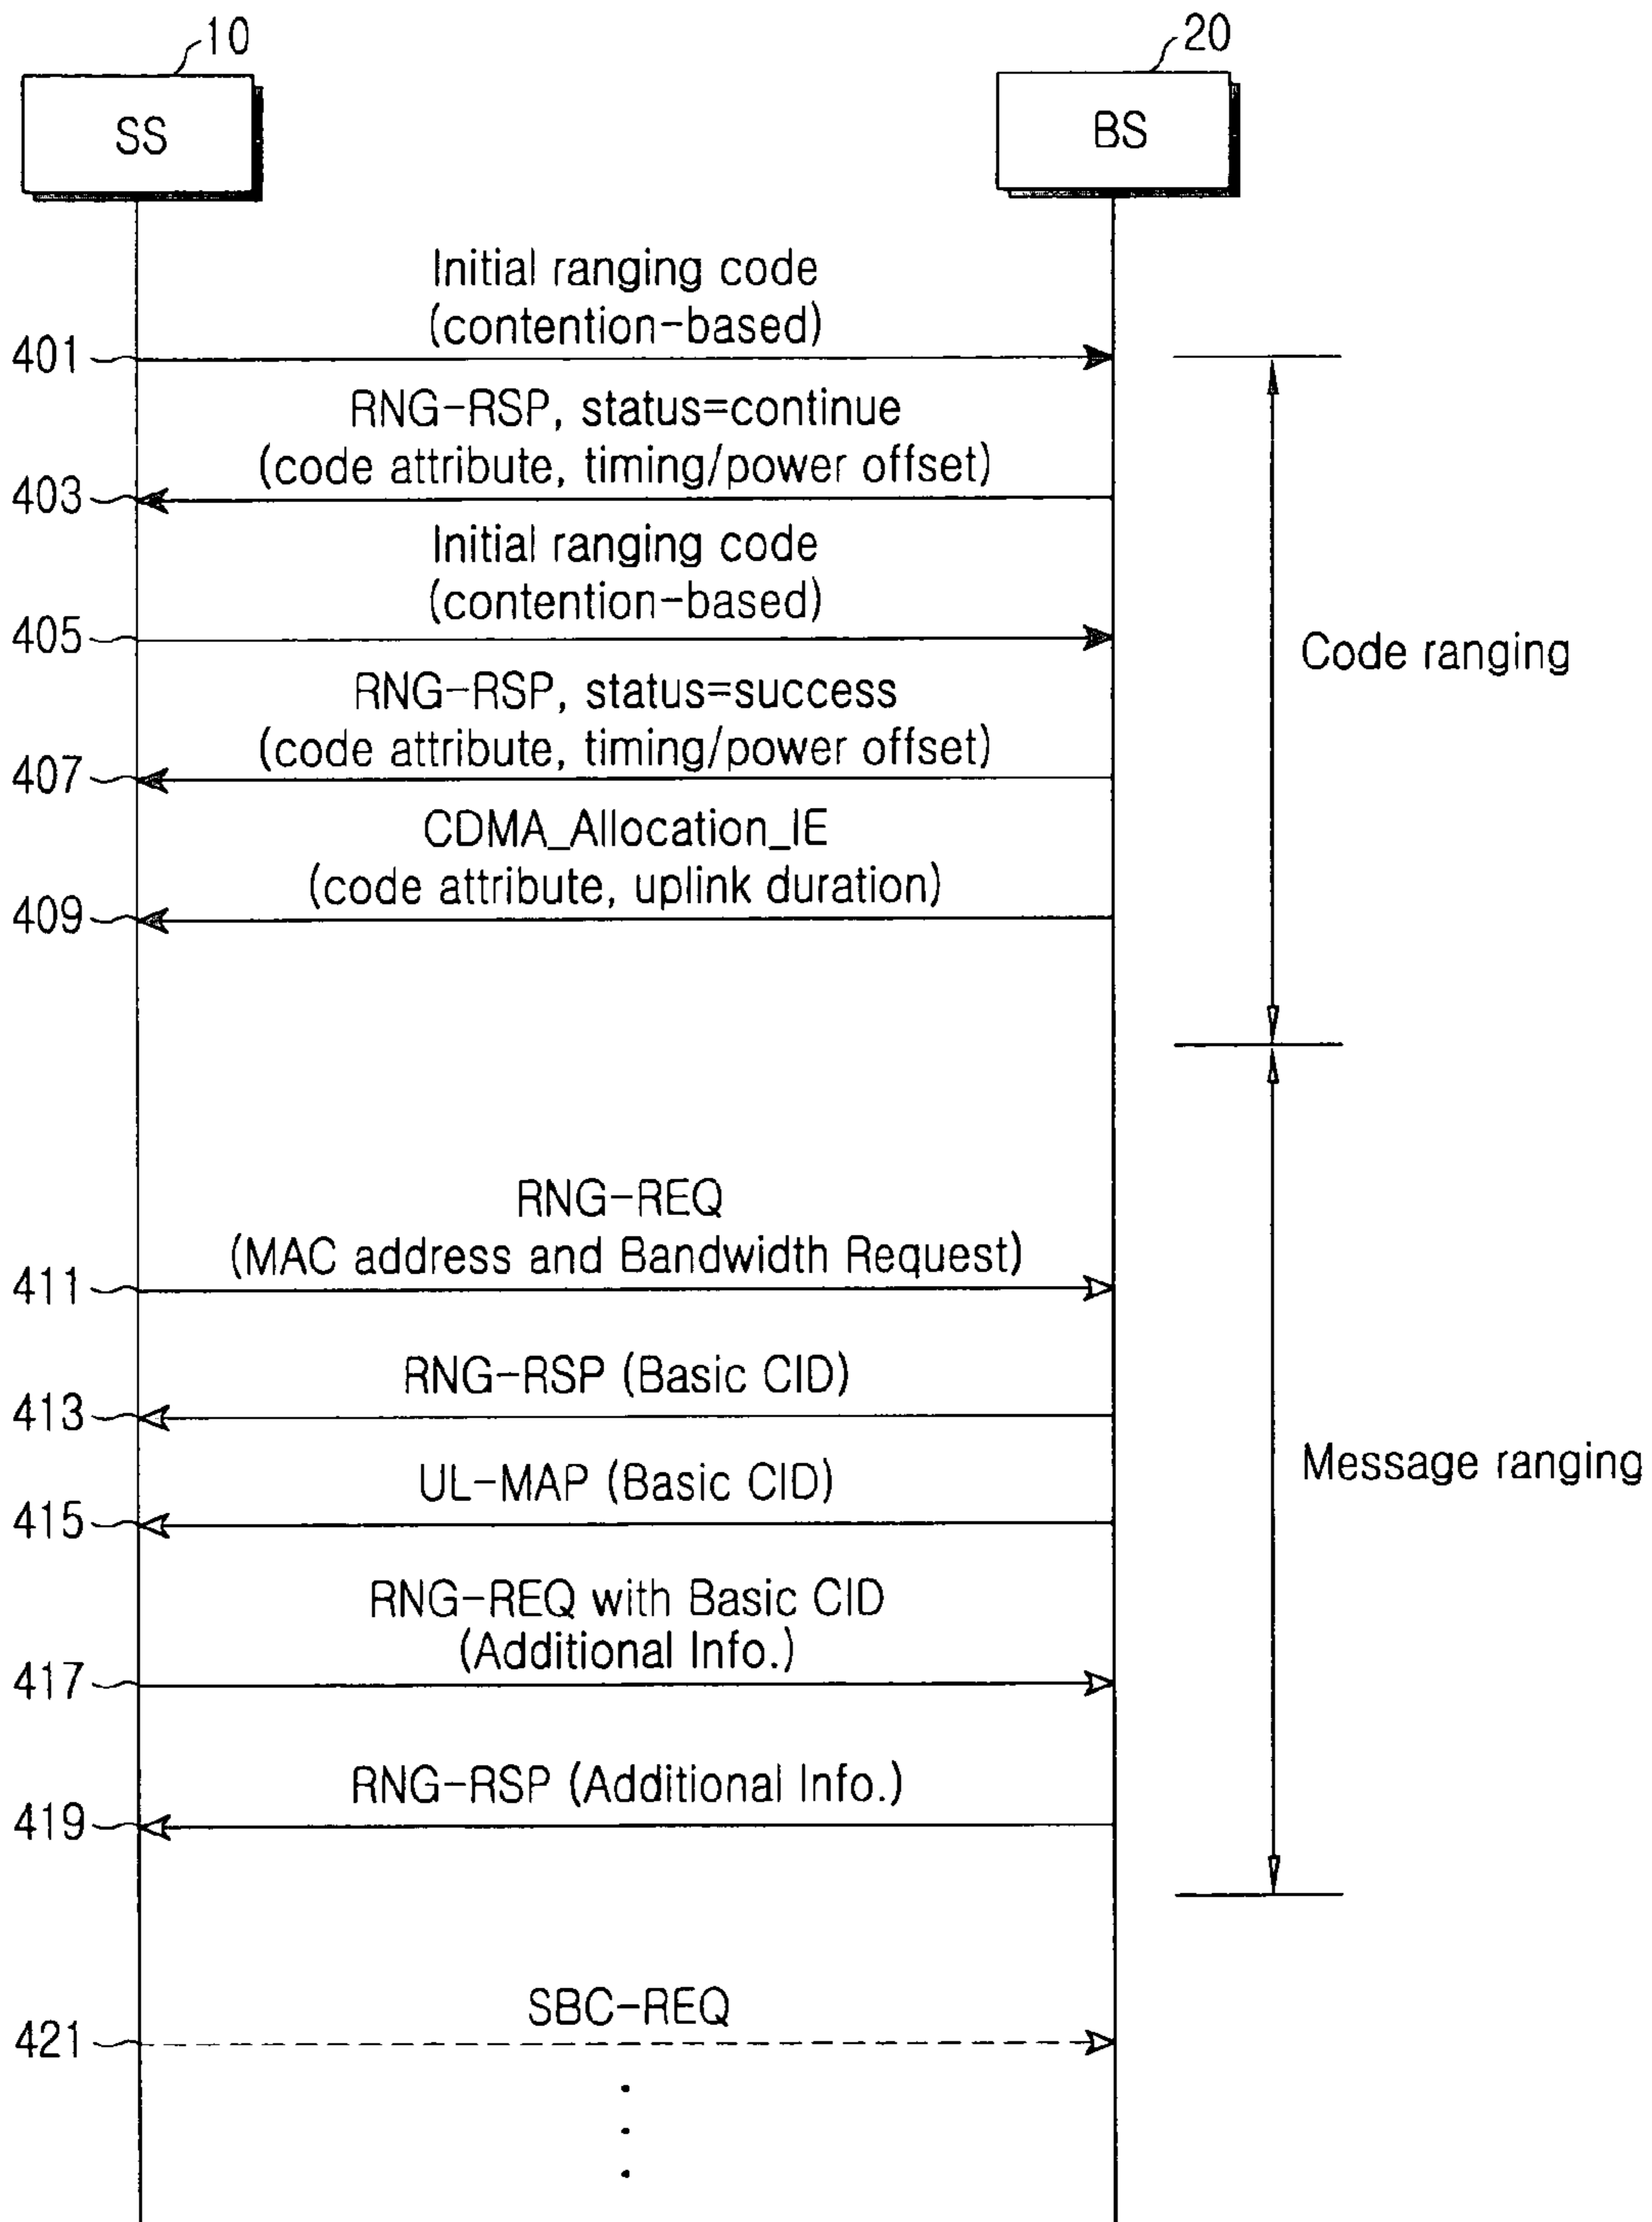 10
20
SS
BS
Initial ranging code
(contention-based)
401
RNG-RSP, status=continue
(code attribute, timing/power offset)
403
Initial ranging code
(contention-based)
405
Code ranging
RNG-RSP, status=success
(code attribute, timing/power offset)
407
CDMA_Allocation_IE
(code attribute, uplink duration)
409
RNG-REQ
(MAC address and Bandwidth Request)
411
RNG-RSP (Basic CID)
413
Message ranging
UL-MAP (Basic CID)
415
RNG-REQ with Basic CID
(Additional Info.)
417
RNG-RSP (Additional Info.)
419
SBC-REQ
421